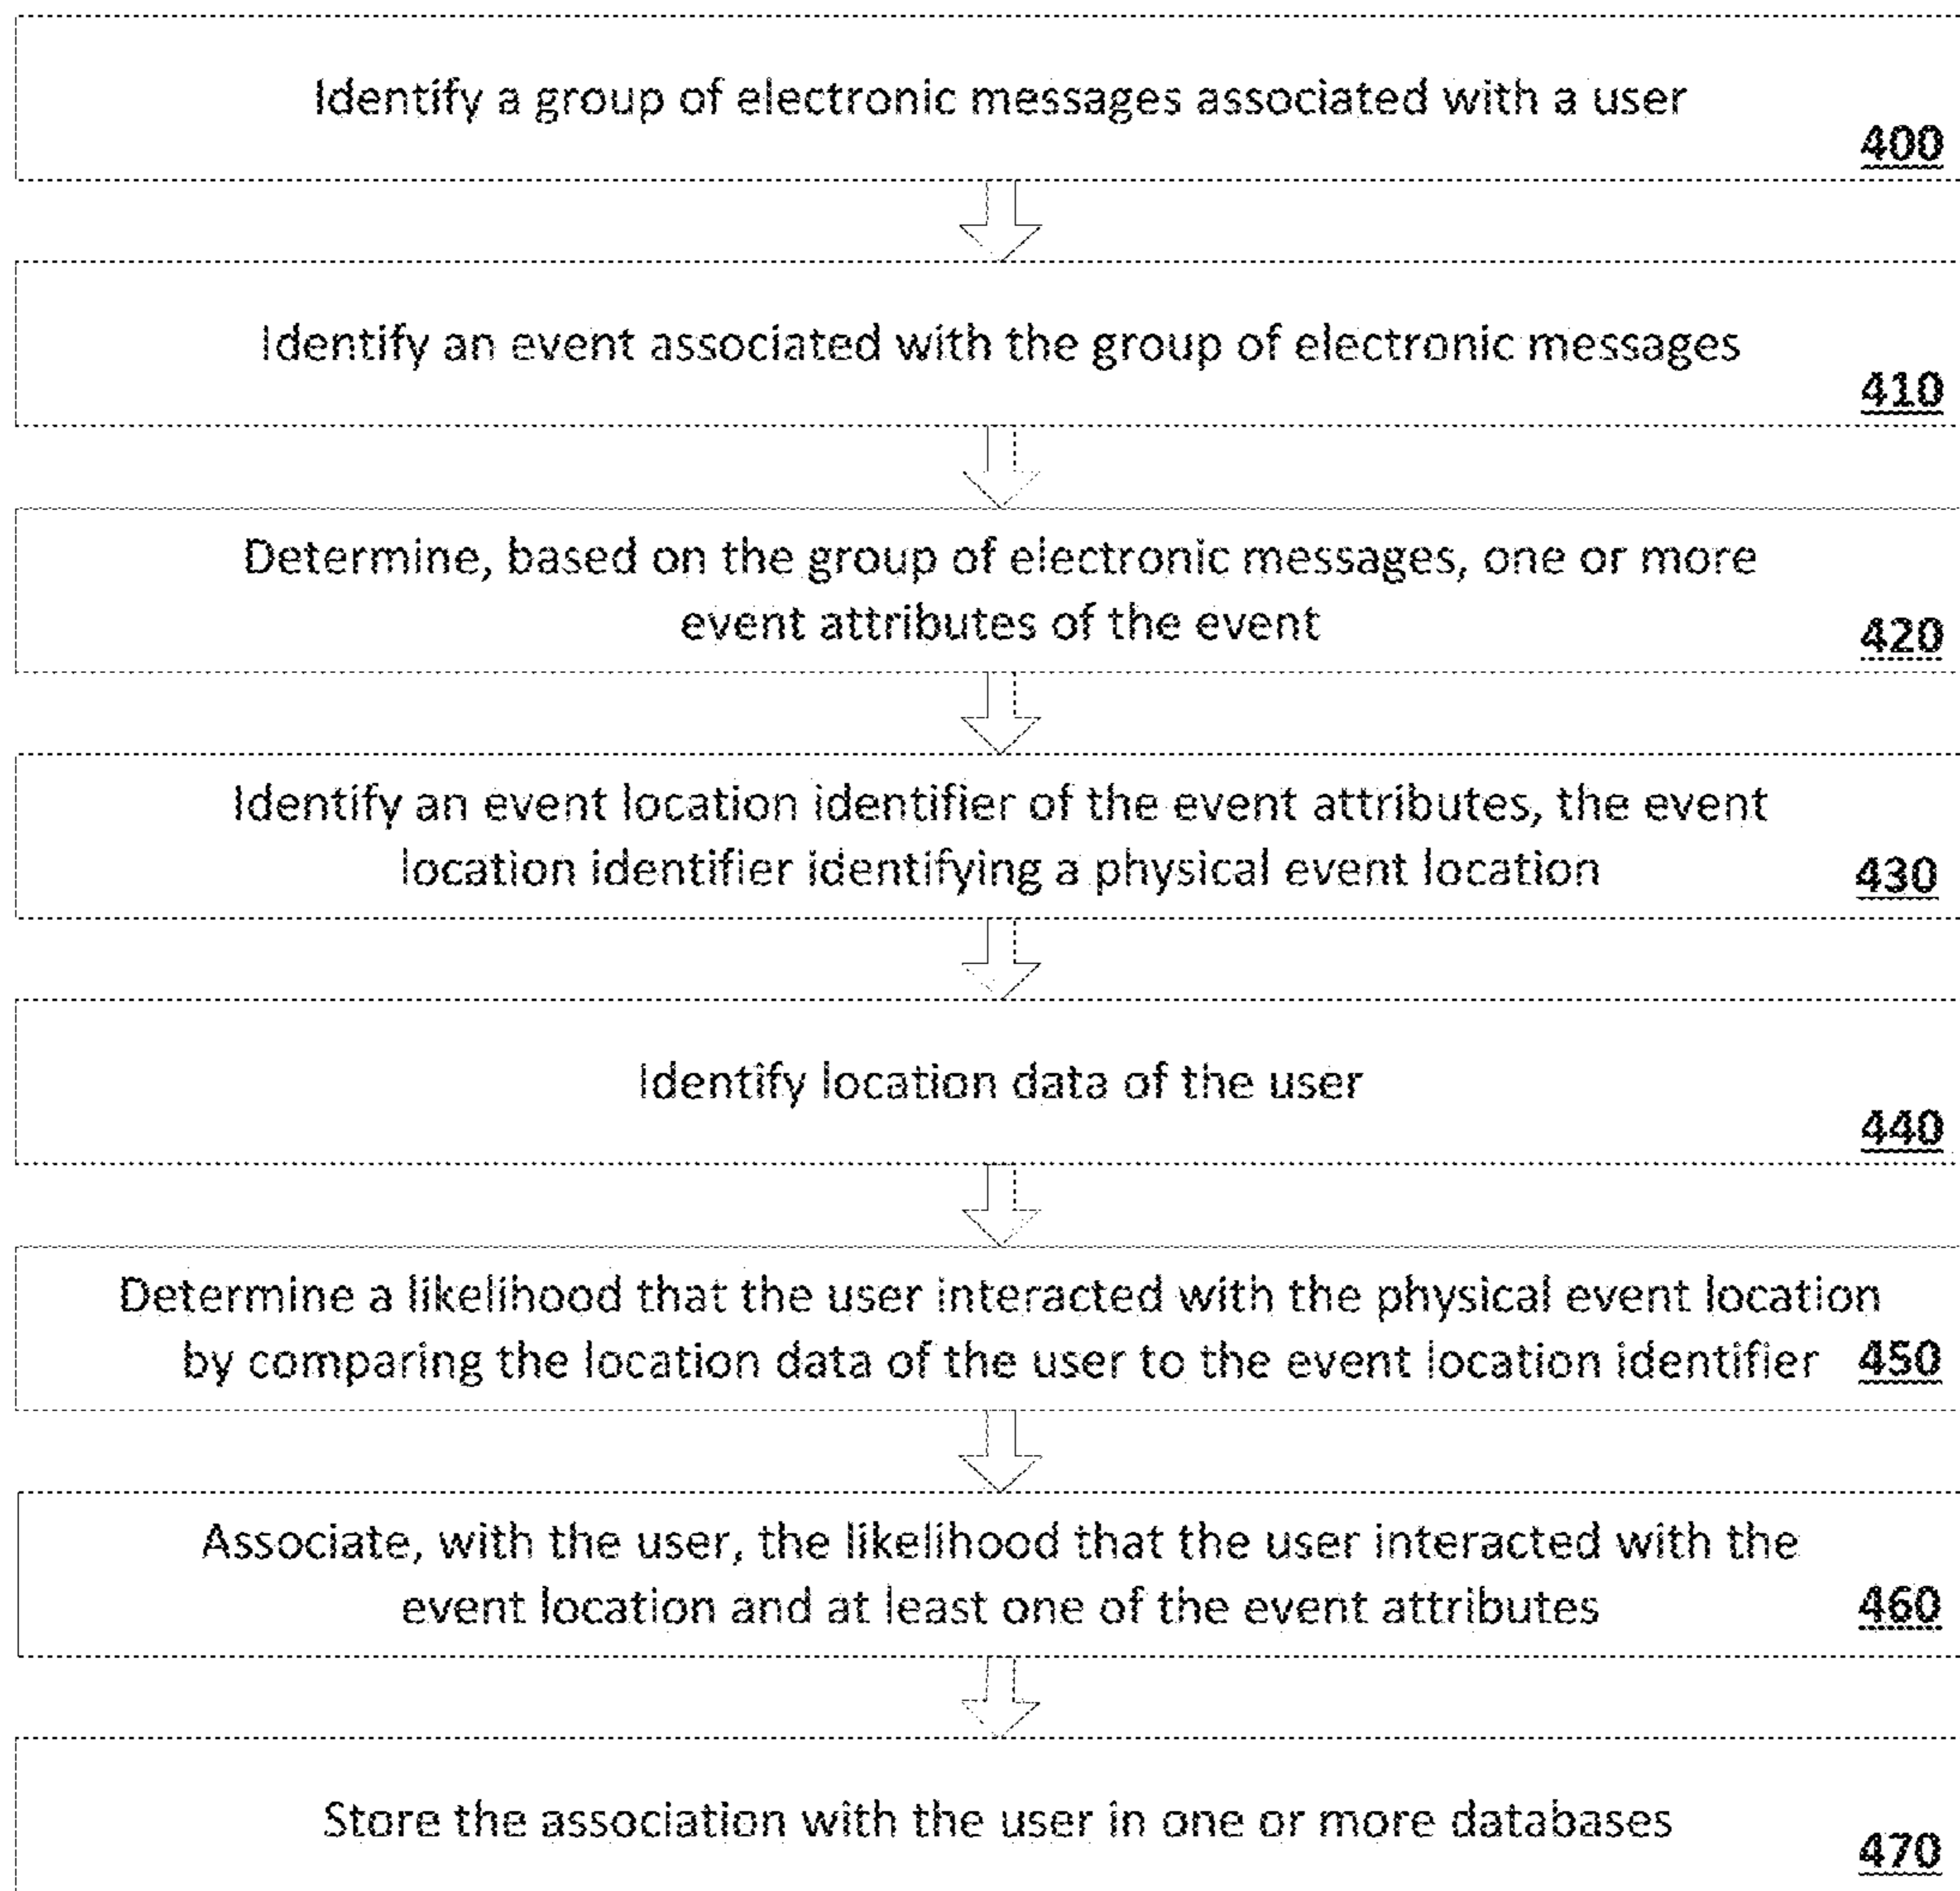 Identify a group of electronic messages associated with a user
400
Identify an event associated with the group of electronic messages
410
Determine, based on the group of electronic messages, one or more
event attributes of the event
420
Identify an event location identifier of the event attributes, the event
location identifier identifying a physical event location
430
Identify location data of the user
440
Determine a likelihood that the user interacted with the physical event location
by comparing the location data of the user to the event location identifier
450
Associate, with the user, the likelihood that the user interacted with the
event location and at least one of the event attributes
460
Store the association with the user in one or more databases
470